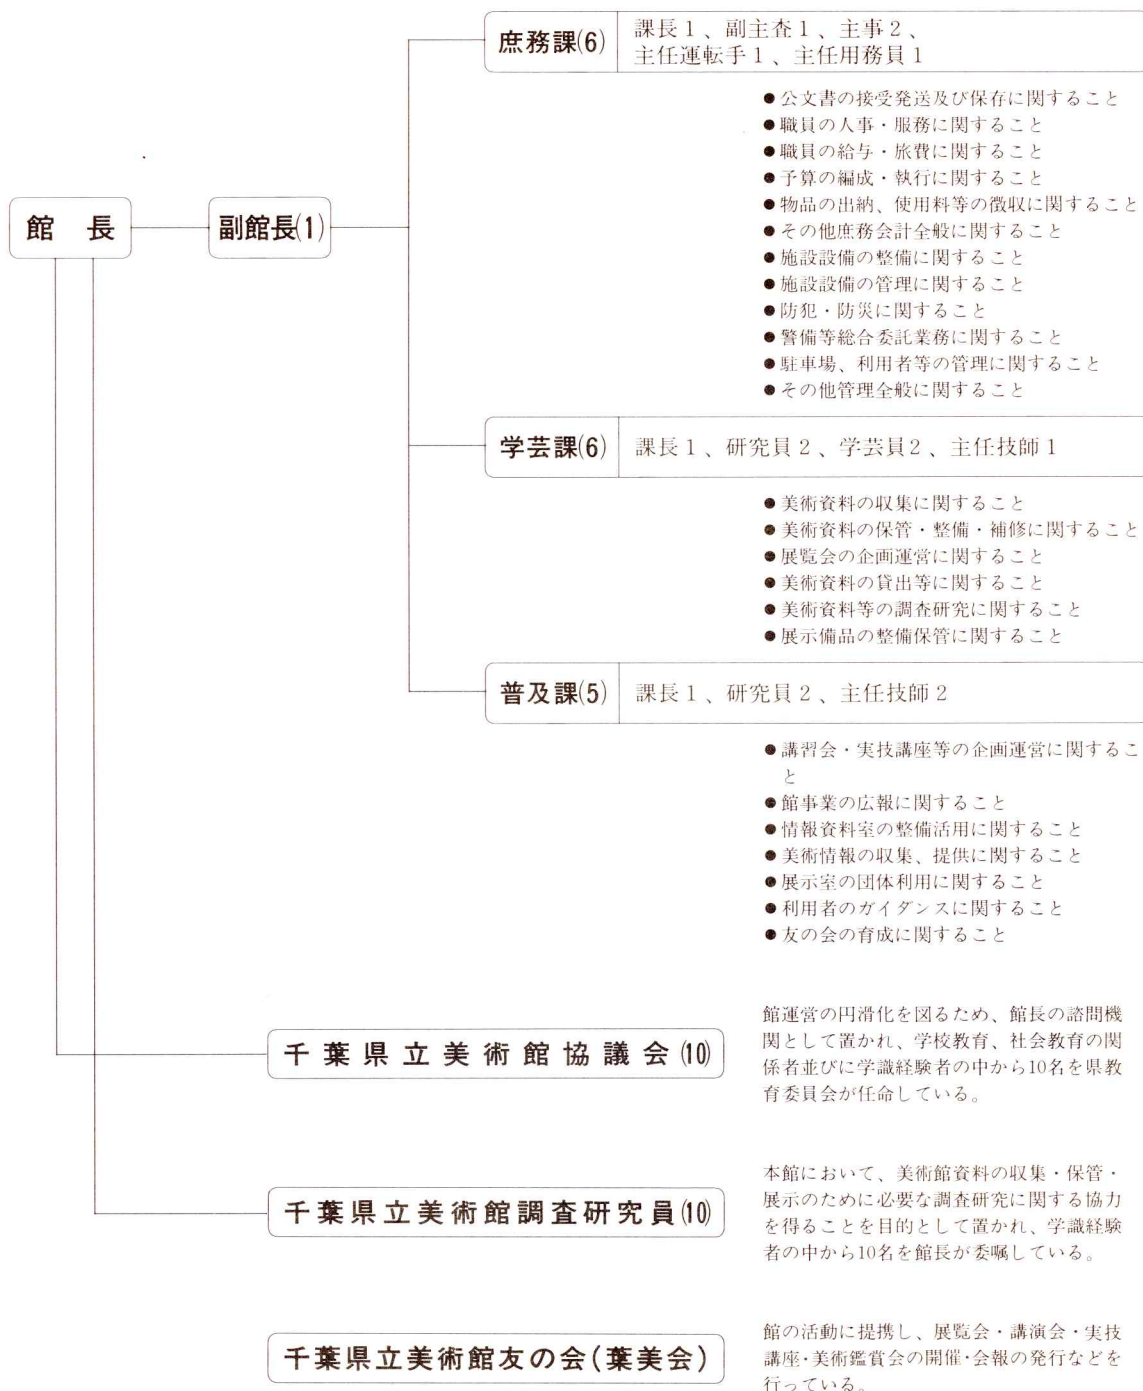 庶務課(6)
課長1、副主査1、主事2、
主任運転手1、主任用務員1
●公文書の接受発送及び保存に関すること
●職員の人事・服務に関すること
●職員の給与・旅費に関すること
●予算の編成・執行に関すること
●物品の出納、使用料等の徴収に関すること
●その他庶務会計全般に関すること
●施設設備の整備に関すること
●施設設備の管理に関すること
●防犯・防災に関すること
●警備等総合委託業務に関すること
●駐車場、利用者等の管理に関すること
●その他管理全般に関すること
館 長
副館長(1)
学芸課(6)
課長1、研究員2、学芸員2、主任技師1
●美術資料の収集に関すること
●美術資料の保管・整備・補修に関すること
●展覧会の企画運営に関すること
●美術資料の貸出等に関すること
●美術資料等の調査研究に関すること
●展示備品の整備保管に関すること
普及課(5)
課長1、研究員2、主任技師2
●講習会・実技講座等の企画運営に関するこ
と
●館事業の広報に関すること
●情報資料室の整備活用に関すること
●美術情報の収集、提供に関すること
●展示室の団体利用に関すること
●利用者のガイダンスに関すること
●友の会の育成に関すること
千葉県立美術館協議会(10)
館運営の円滑化を図るため、館長の諮問機
関として置かれ、学校教育、社会教育の関
係者並びに学識経験者の中から10名を県教
育委員会が任命している。
千葉県立美術館調査研究員(10)
本館において、美術館資料の収集・保管・
展示のために必要な調査研究に関する協力
を得ることを目的として置かれ、学識経験
者の中から10名を館長が委嘱している。
千葉県立美術館友の会(葉美会)
館の活動に提携し、展覧会・講演会・実技
講座・美術鑑賞会の開催・会報の発行などを
行っている。